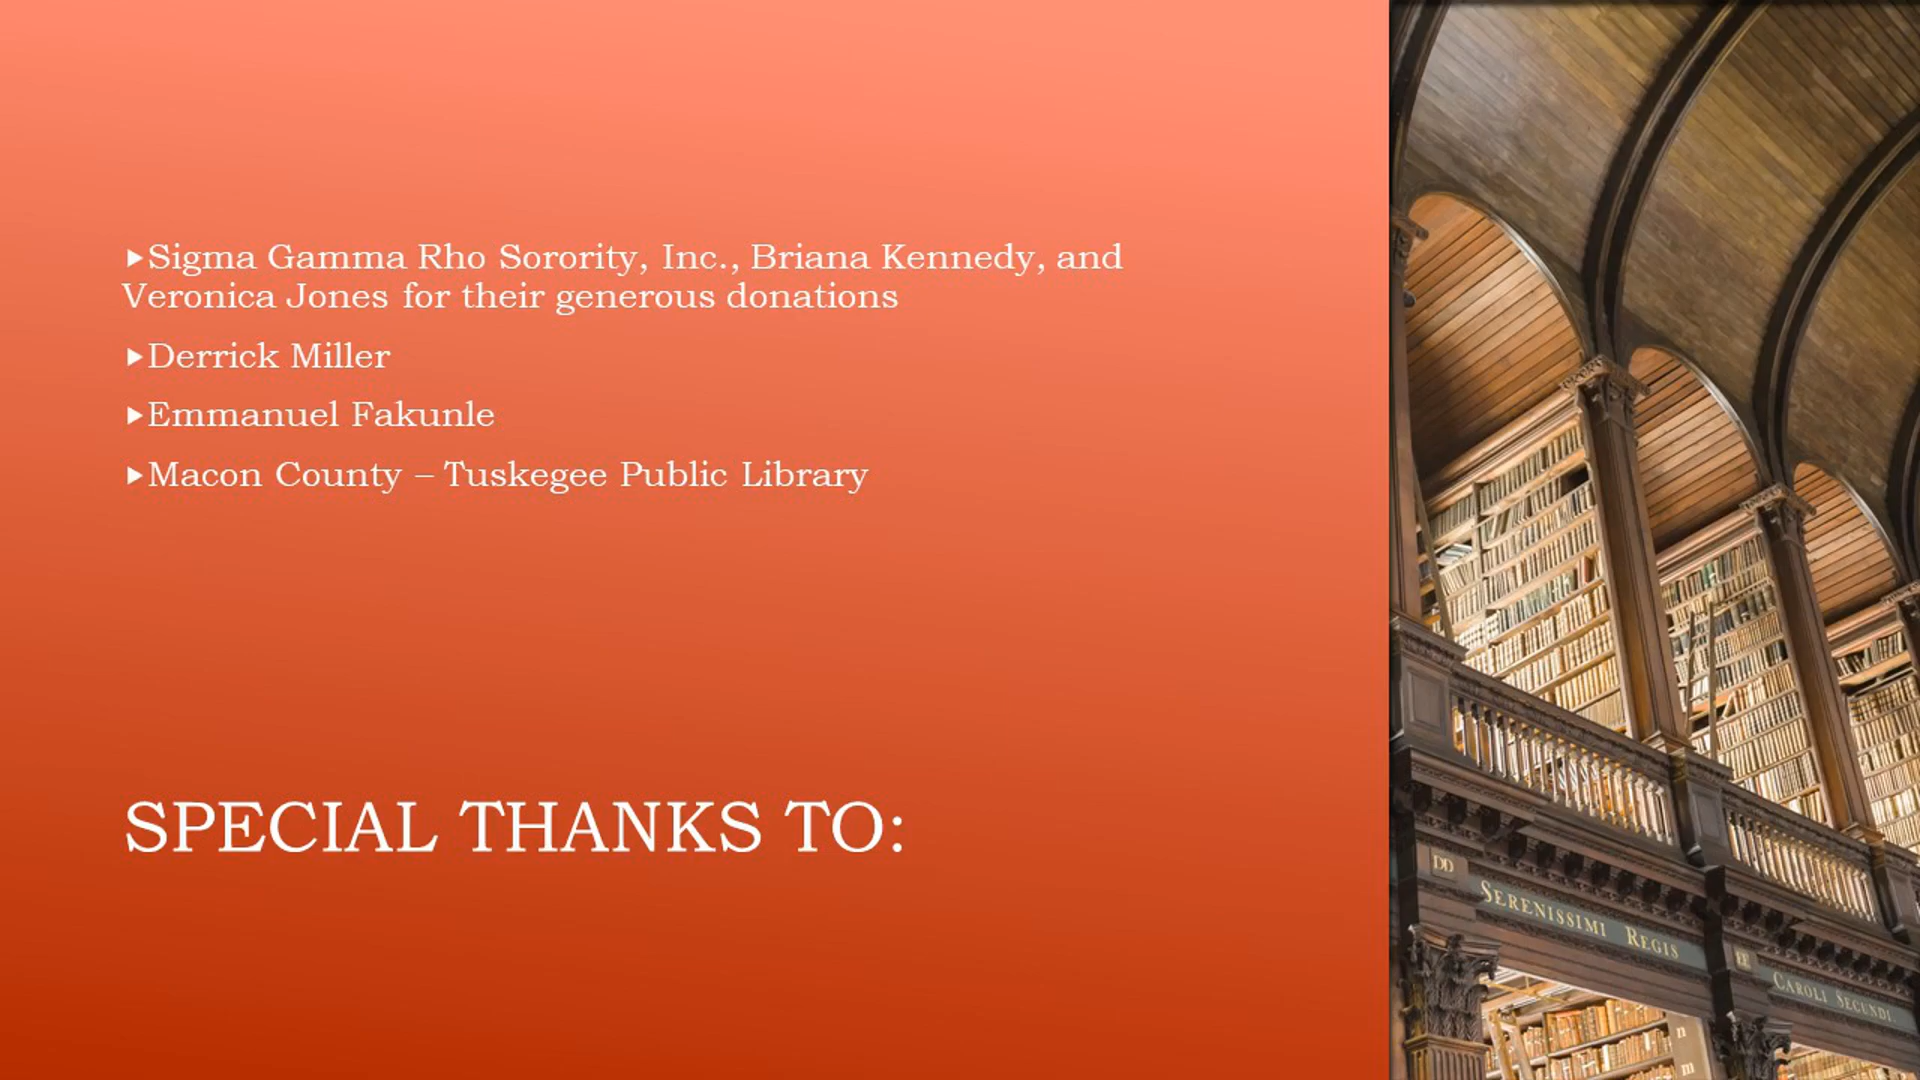 ▶Sigma Gamma Rho Sorority, Inc., Briana Kennedy, and
Veronica Jones for their generous donations
▶Derrick Miller
▶Emmanuel Fakunle
▶Macon County – Tuskegee Public Library
SPECIAL THANKS TO:
DD
SERENISSIMI REGIS
EE
CAROLI SECUNDI.
n
m